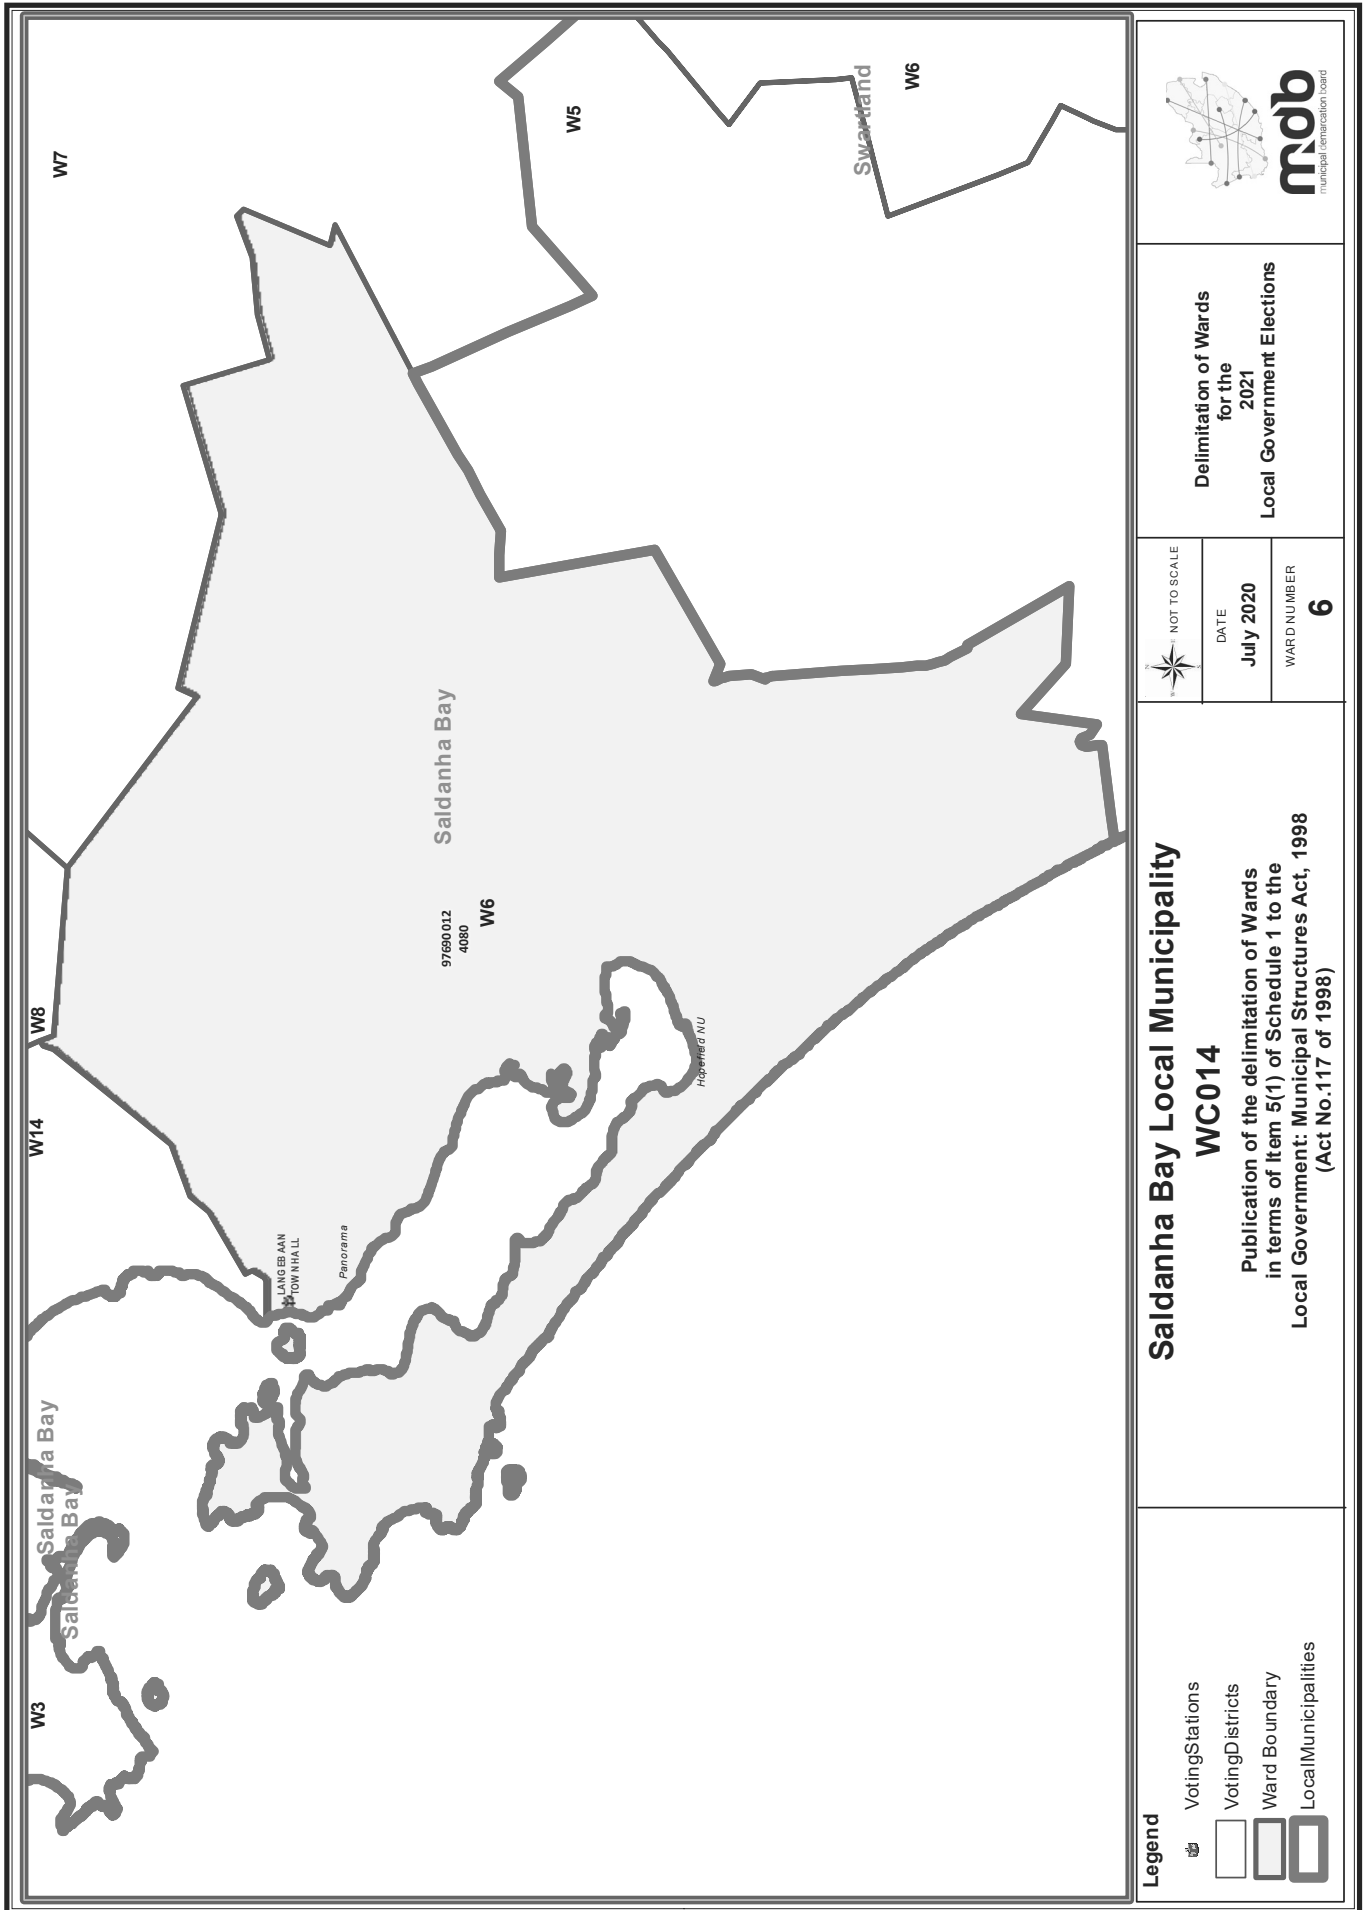 W7
W5
W6
Swartland
W8
W14
W3
Saldanha Bay
Saldanha Bay
Saldanha Bay
97690012
4080
W6
Hopefield NU
Panorama
LANGEBAAN
TOWN HALL
Legend
VotingStations
VotingDistricts
Ward Boundary
LocalMunicipalities
Saldanha Bay Local Municipality
WC014
Publication of the delimitation of Wards
in terms of Item 5(1) of Schedule 1 to the
Local Government: Municipal Structures Act, 1998
(Act No.117 of 1998)
N
E
S
W
NOT TO SCALE
DATE
July 2020
WARD NUMBER
6
Delimitation of Wards
for the
2021
Local Government Elections
mdb
municipal demarcation board